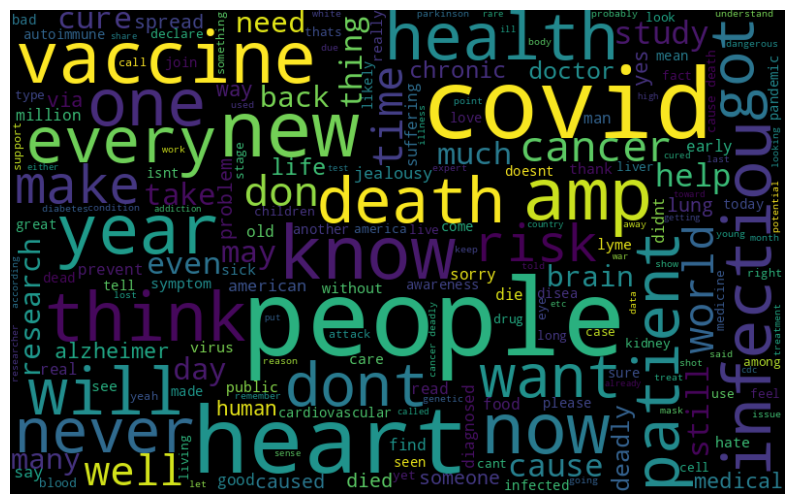 bad cure spread need health study white parkinson ill rare probably look understand
autoimmune declare share call join really something thats due body mean yes dangerous
vaccine thing likely chronic doctor fact cause death pandemic
type via way back time suffering used point high man
million one covid got
support every new stage love expert cancer early
either work isnt life much jealousy doesnt thank liver cured last looking
make take don test problem death amp help
diabetes condition addiction children lung today potential
great old another america live come lyme didnt toward getting
year may know risk away country young month
research prevent even sick american keep sorry told war brain show
according dead tell symptom without awareness die eye disea data right
lost put attack drug etc world medicine treatment
researcher think people patient infectiou
alzheimer virus reason care cancer deadly case long kidney
real day dont want shot said among
will see yeah made public remember read genetic food please sure already treat cdc
human cardiovascular called diagnosed mask use feel
never heart now still issue
many living sense find seen cant cause deadly hate
say blood well let good caused died yet someone infected going cell medical